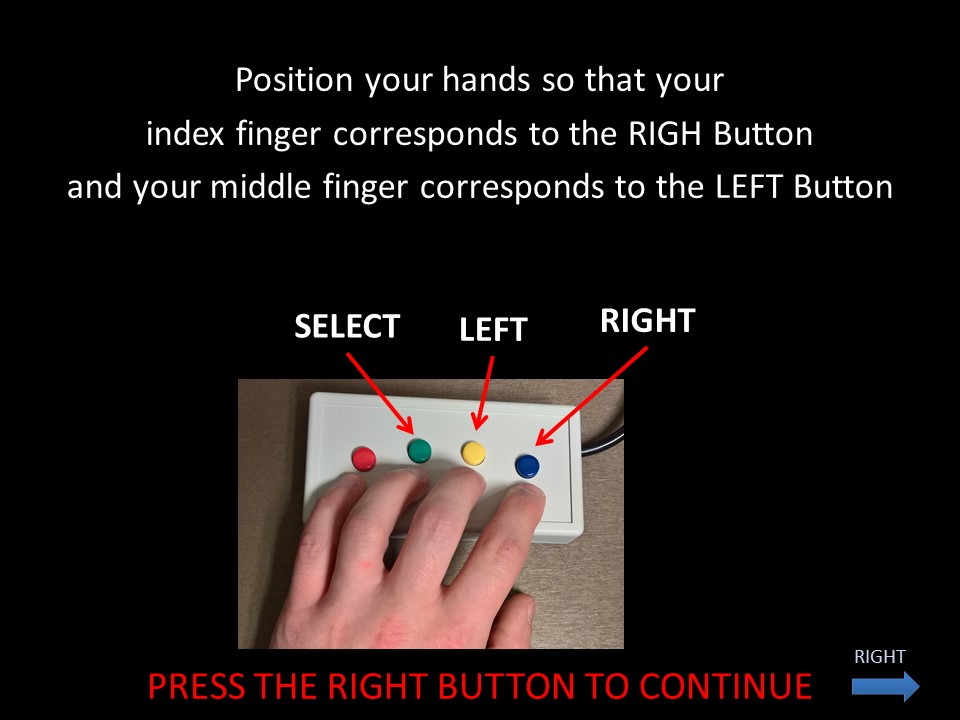 Position your hands so that your
index finger corresponds to the RIGH Button
and your middle finger corresponds to the LEFT Button
SELECT LEFT RIGHT
RIGHT
PRESS THE RIGHT BUTTON TO CONTINUE